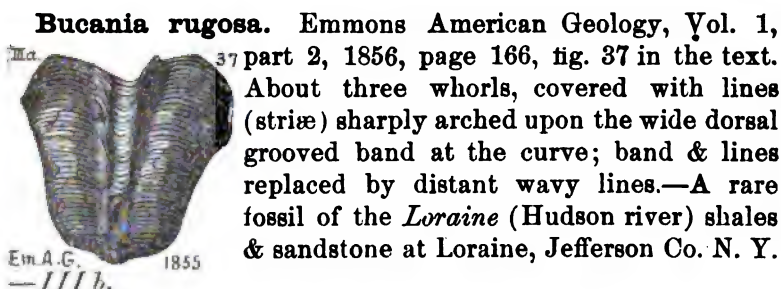 Bucania rugosa. Emmons American Geology, Vol. 1,
IIIa. 37 part 2, 1856, page 166, fig. 37 in the text.
About three whorls, covered with lines
(striæ) sharply arched upon the wide dorsal
grooved band at the curve; band & lines
replaced by distant wavy lines.—A rare
fossil of the Loraine (Hudson river) shales
Em. A.G. 1855 & sandstone at Loraine, Jefferson Co. N. Y.
—III b.